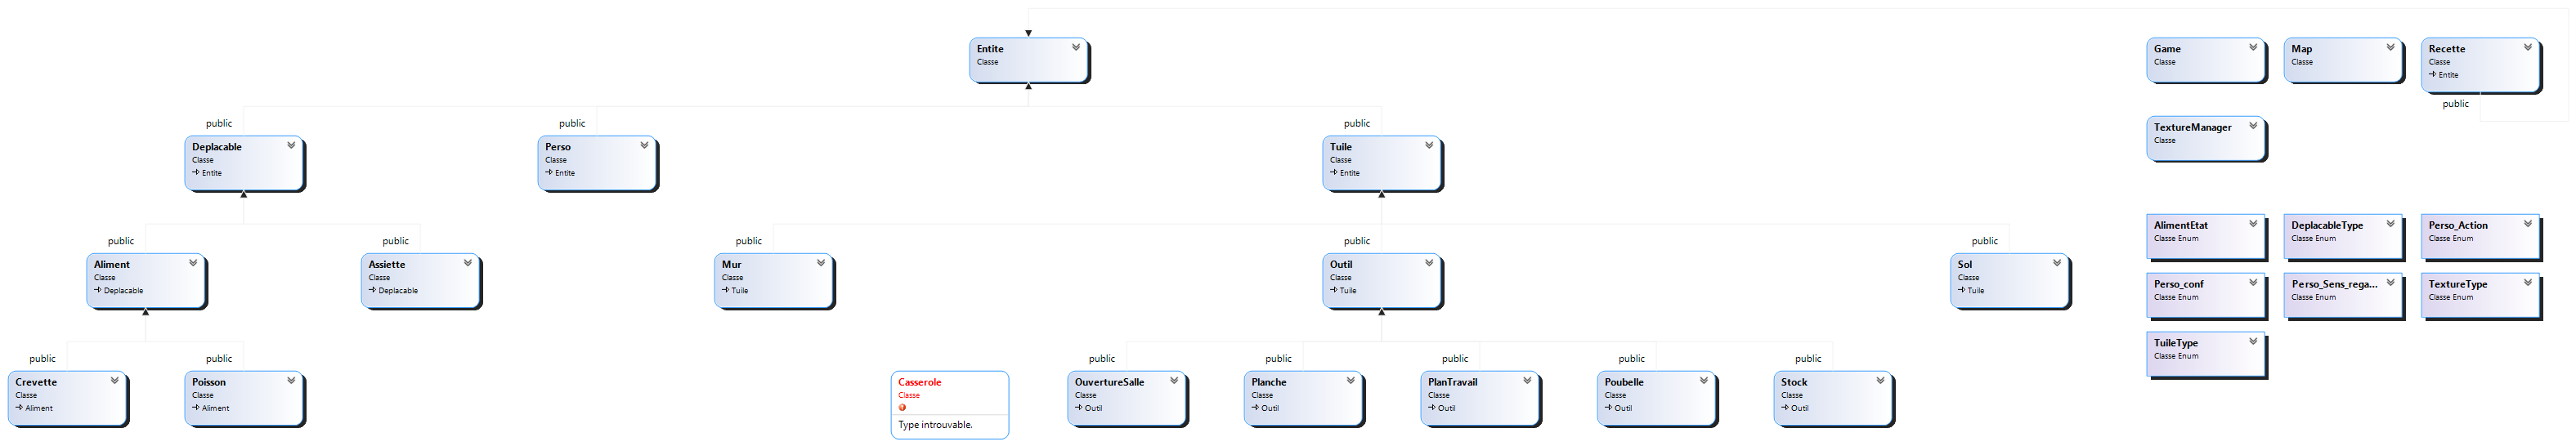 Entite
Classe
Game
Classe
Map
Classe
Recette
Classe
Entite
public
TextureManager
Classe
public
Deplacable
Classe
Entite
public
Perso
Classe
Entite
public
Tuile
Classe
Entite
public
Aliment
Classe
Deplacable
public
Assiette
Classe
Deplacable
public
Mur
Classe
Tuile
public
Outil
Classe
Tuile
public
Sol
Classe
Tuile
AlimentEtat
Classe Enum
DeplacableType
Classe Enum
Perso_Action
Classe Enum
Perso_conf
Classe Enum
Perso_Sens_rega...
Classe Enum
TextureType
Classe Enum
TuileType
Classe Enum
public
Crevette
Classe
Aliment
public
Poisson
Classe
Aliment
Casserole
Classe
Type introuvable.
public
OuvertureSalle
Classe
Outil
public
Planche
Classe
Outil
public
PlanTravail
Classe
Outil
public
Poubelle
Classe
Outil
public
Stock
Classe
Outil